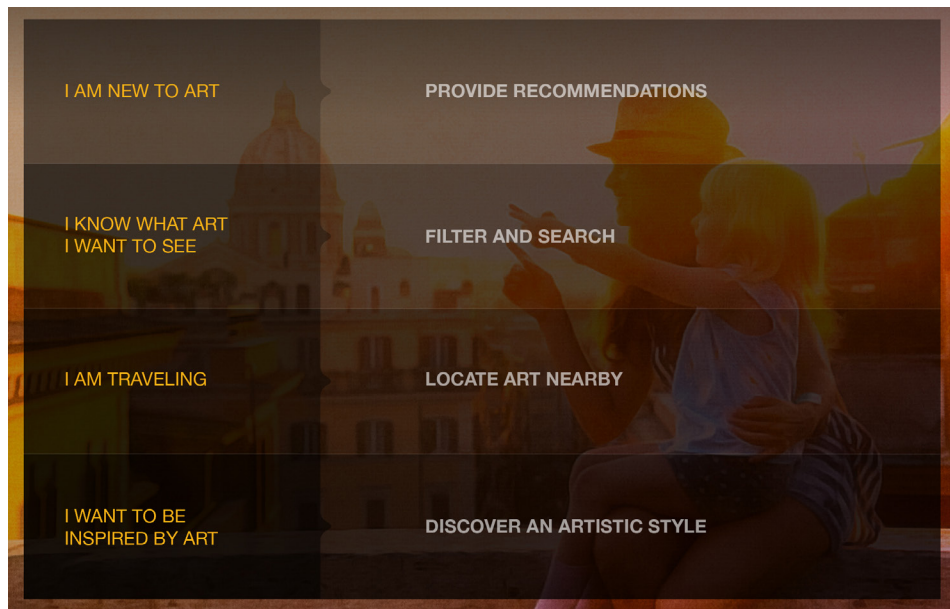 I AM NEW TO ART
PROVIDE RECOMMENDATIONS
I KNOW WHAT ART
I WANT TO SEE
FILTER AND SEARCH
I AM TRAVELING
LOCATE ART NEARBY
I WANT TO BE
INSPIRED BY ART
DISCOVER AN ARTISTIC STYLE